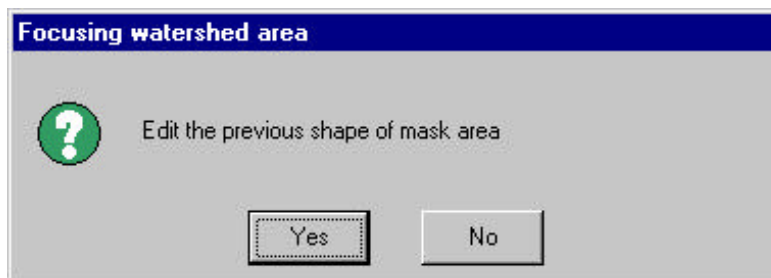 Focusing watershed area
Edit the previous shape of mask area
Yes No